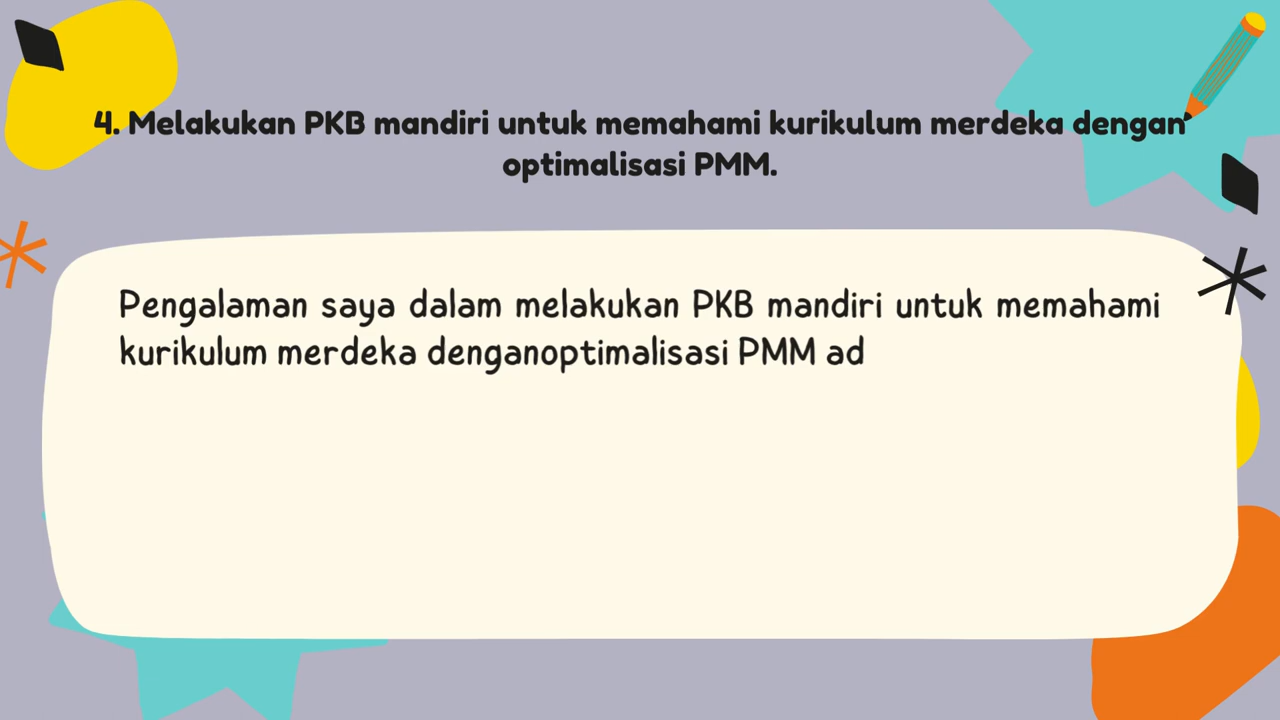 4. Melakukan PKB mandiri untuk memahami kurikulum merdeka dengan
optimalisasi PMM.
Pengalaman saya dalam melakukan PKB mandiri untuk memahami
kurikulum merdeka denganoptimalisasi PMM ad